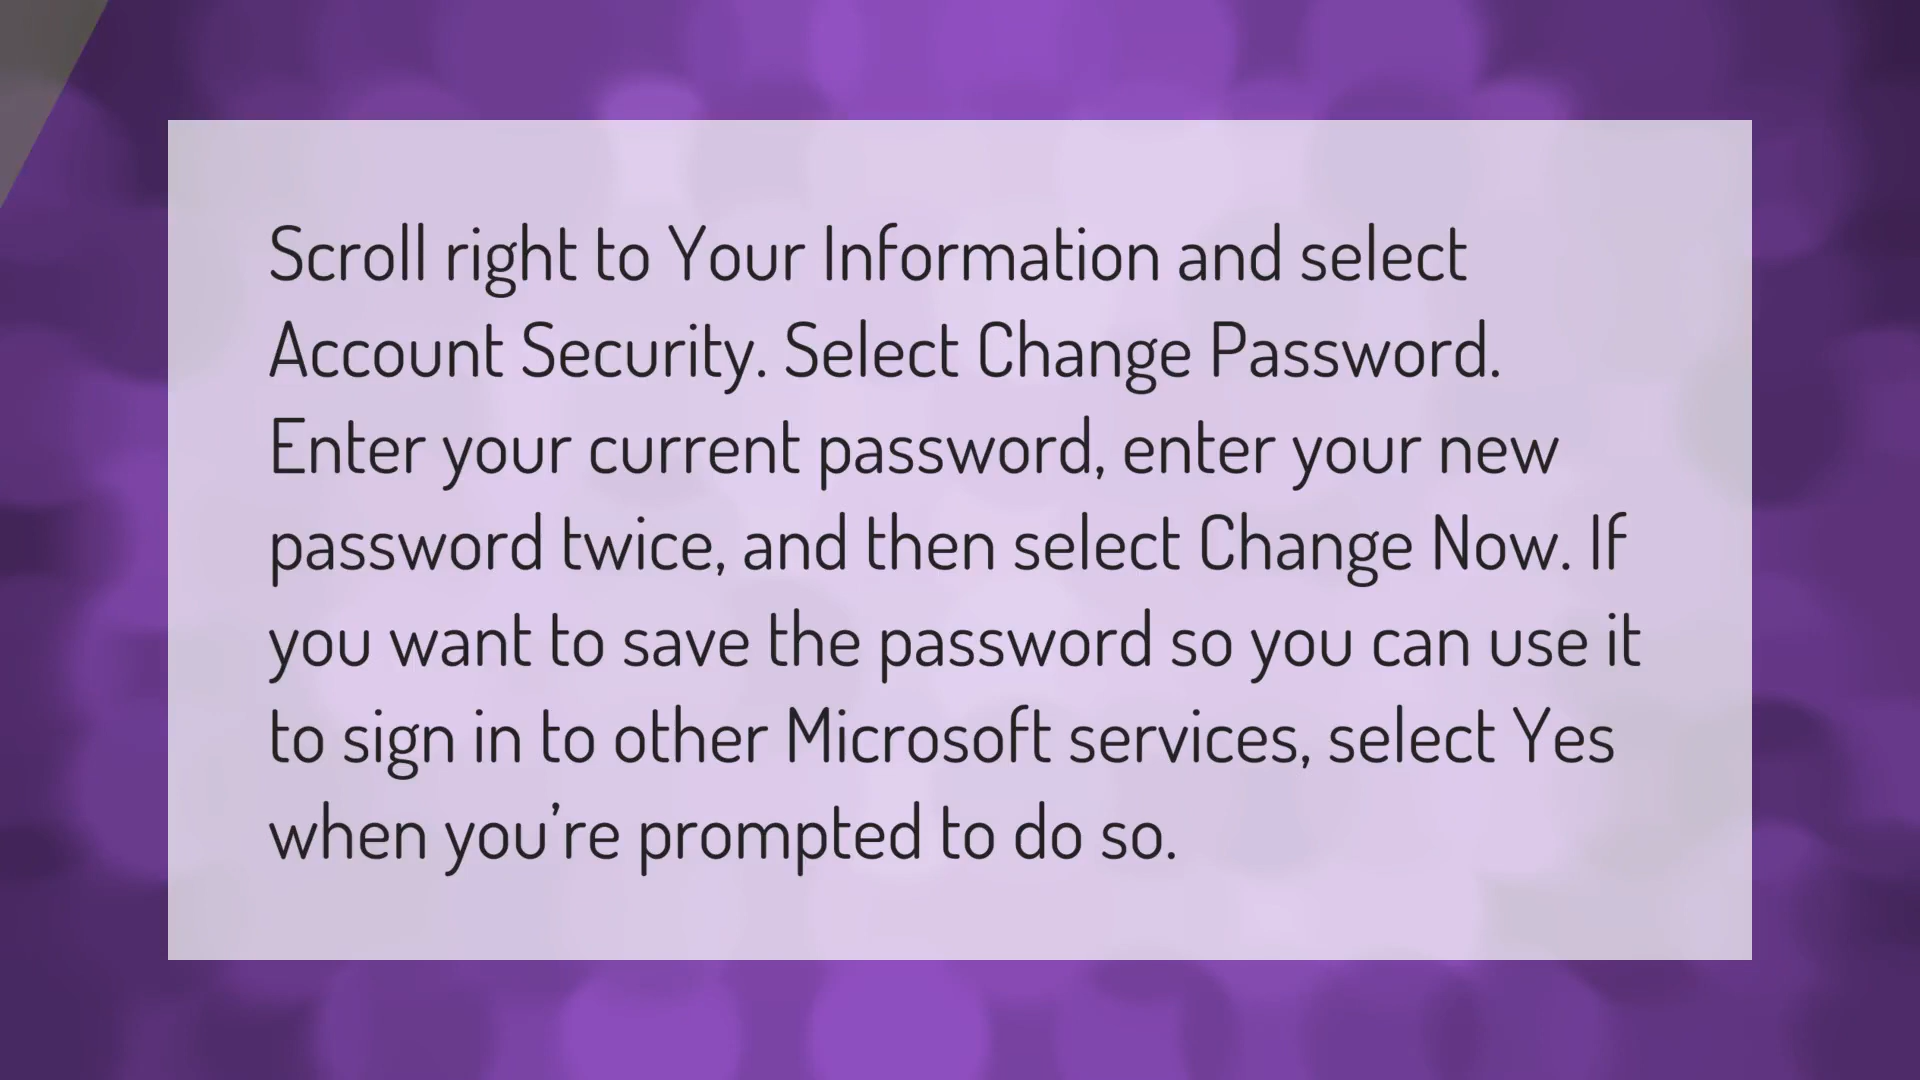 Scroll right to Your Information and select
Account Security. Select Change Password.
Enter your current password, enter your new
password twice, and then select Change Now. If
you want to save the password so you can use it
to sign in to other Microsoft services, select Yes
when you’re prompted to do so.